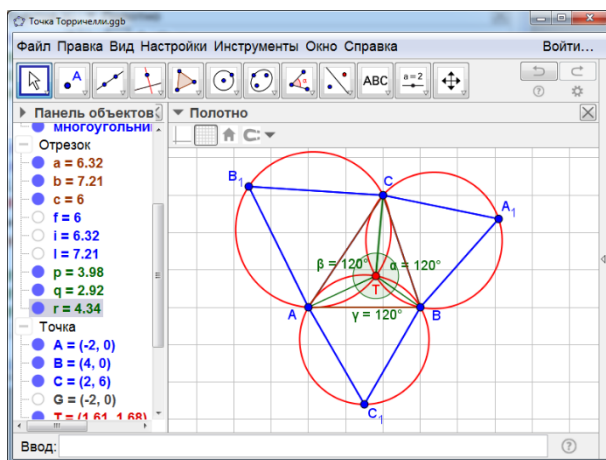 Точка Торричелли.ggb
Файл Правка Вид Настройки Инструменты Окно Справка Войти...
A ABC a=2
Панель объектов Полотно
многоугольни
Отрезок
a = 6.32
b = 7.21
c = 6
f = 6
i = 6.32
l = 7.21
p = 3.98
q = 2.92
r = 4.34
Точка
A = (-2, 0)
B = (4, 0)
C = (2, 6)
G = (-2, 0)
T = (1.61, 1.68)
C
B₁
A₁
β = 120° α = 120°
T
A γ = 120° B
C₁
Ввод: